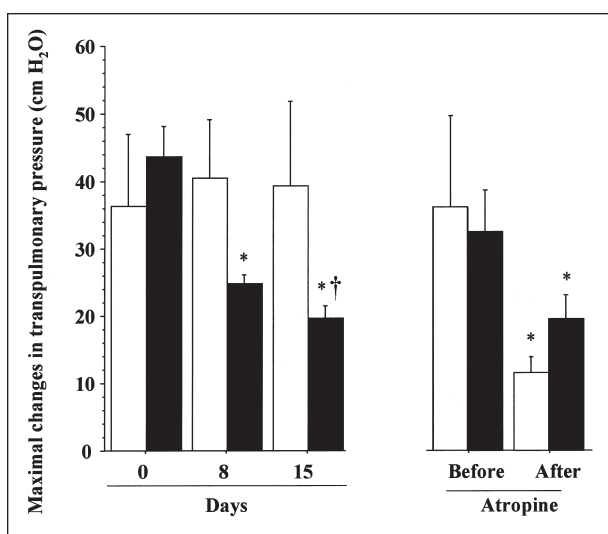 Maximal changes in transpulmonary pressure (cm H₂O)
60
50
40
30
20
10
0
*
*†
*
*
0 8 15
Days
Before After
Atropine